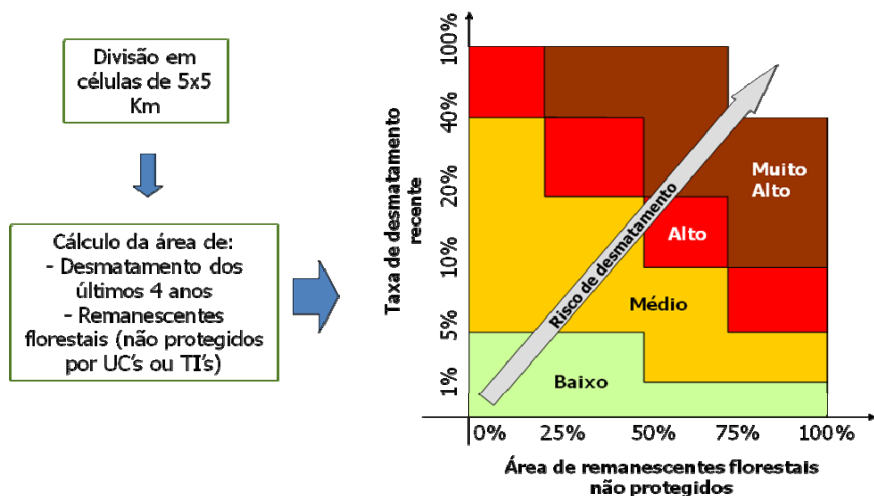 Divisão em
células de 5x5
Km
Cálculo da área de:
- Desmatamento dos
últimos 4 anos
- Remanescentes
florestais (não protegidos
por UC's ou TI's)
Taxa de desmatamento
recente
100%
40%
20%
10%
5%
1%
Muito
Alto
Alto
Médio
Baixo
Risco de desmatamento
0% 25% 50% 75% 100%
Área de remanescentes florestais
não protegidos